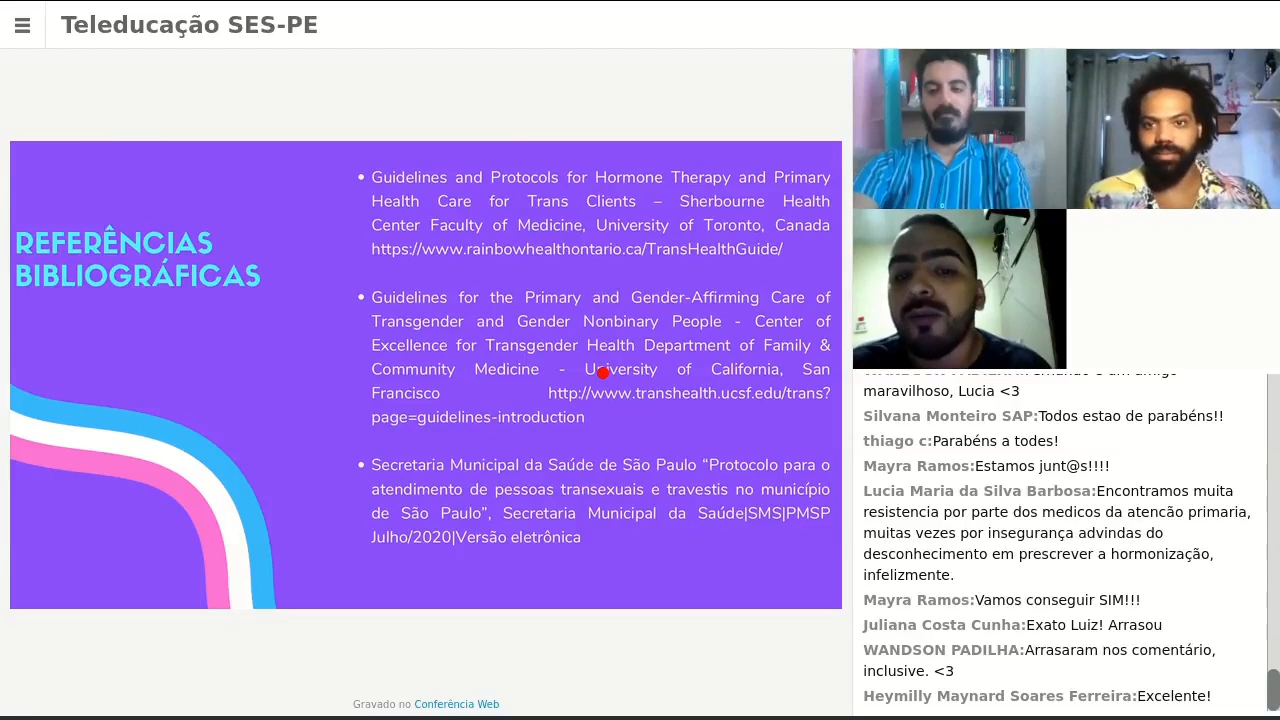 Teleducação SES-PE
REFERÊNCIAS
BIBLIOGRÁFICAS
• Guidelines and Protocols for Hormone Therapy and Primary
Health Care for Trans Clients – Sherbourne Health
Center Faculty of Medicine, University of Toronto, Canada
https://www.rainbowhealthontario.ca/TransHealthGuide/
• Guidelines for the Primary and Gender-Affirming Care of
Transgender and Gender Nonbinary People - Center of
Excellence for Transgender Health Department of Family &
Community Medicine - University of California, San
Francisco http://www.transhealth.ucsf.edu/trans?
page=guidelines-introduction
• Secretaria Municipal da Saúde de São Paulo “Protocolo para o
atendimento de pessoas transexuais e travestis no município
de São Paulo”, Secretaria Municipal da Saúde|SMS|PMSP
Julho/2020|Versão eletrônica
Gravado no Conferência Web
maravilhoso, Lucia <3
Silvana Monteiro SAP:Todos estao de parabéns!!
thiago c:Parabéns a todes!
Mayra Ramos:Estamos junt@s!!!!
Lucia Maria da Silva Barbosa:Encontramos muita
resistencia por parte dos medicos da atencão primaria,
muitas vezes por insegurança advindas do
desconhecimento em prescrever a hormonização,
infelizmente.
Mayra Ramos:Vamos conseguir SIM!!!
Juliana Costa Cunha:Exato Luiz! Arrasou
WANDSON PADILHA:Arrasaram nos comentário,
inclusive. <3
Heymilly Maynard Soares Ferreira:Excelente!